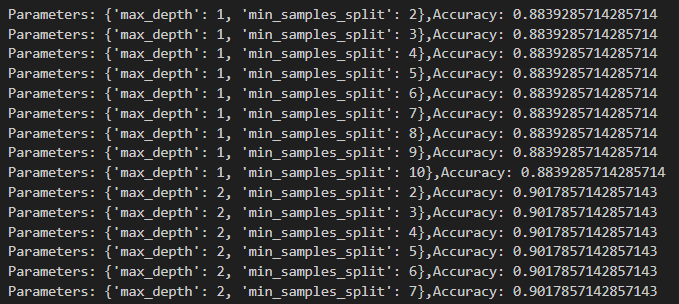 Parameters: {'max_depth': 1, 'min_samples_split': 2},Accuracy: 0.8839285714285714
Parameters: {'max_depth': 1, 'min_samples_split': 3},Accuracy: 0.8839285714285714
Parameters: {'max_depth': 1, 'min_samples_split': 4},Accuracy: 0.8839285714285714
Parameters: {'max_depth': 1, 'min_samples_split': 5},Accuracy: 0.8839285714285714
Parameters: {'max_depth': 1, 'min_samples_split': 6},Accuracy: 0.8839285714285714
Parameters: {'max_depth': 1, 'min_samples_split': 7},Accuracy: 0.8839285714285714
Parameters: {'max_depth': 1, 'min_samples_split': 8},Accuracy: 0.8839285714285714
Parameters: {'max_depth': 1, 'min_samples_split': 9},Accuracy: 0.8839285714285714
Parameters: {'max_depth': 1, 'min_samples_split': 10},Accuracy: 0.8839285714285714
Parameters: {'max_depth': 2, 'min_samples_split': 2},Accuracy: 0.9017857142857143
Parameters: {'max_depth': 2, 'min_samples_split': 3},Accuracy: 0.9017857142857143
Parameters: {'max_depth': 2, 'min_samples_split': 4},Accuracy: 0.9017857142857143
Parameters: {'max_depth': 2, 'min_samples_split': 5},Accuracy: 0.9017857142857143
Parameters: {'max_depth': 2, 'min_samples_split': 6},Accuracy: 0.9017857142857143
Parameters: {'max_depth': 2, 'min_samples_split': 7},Accuracy: 0.9017857142857143